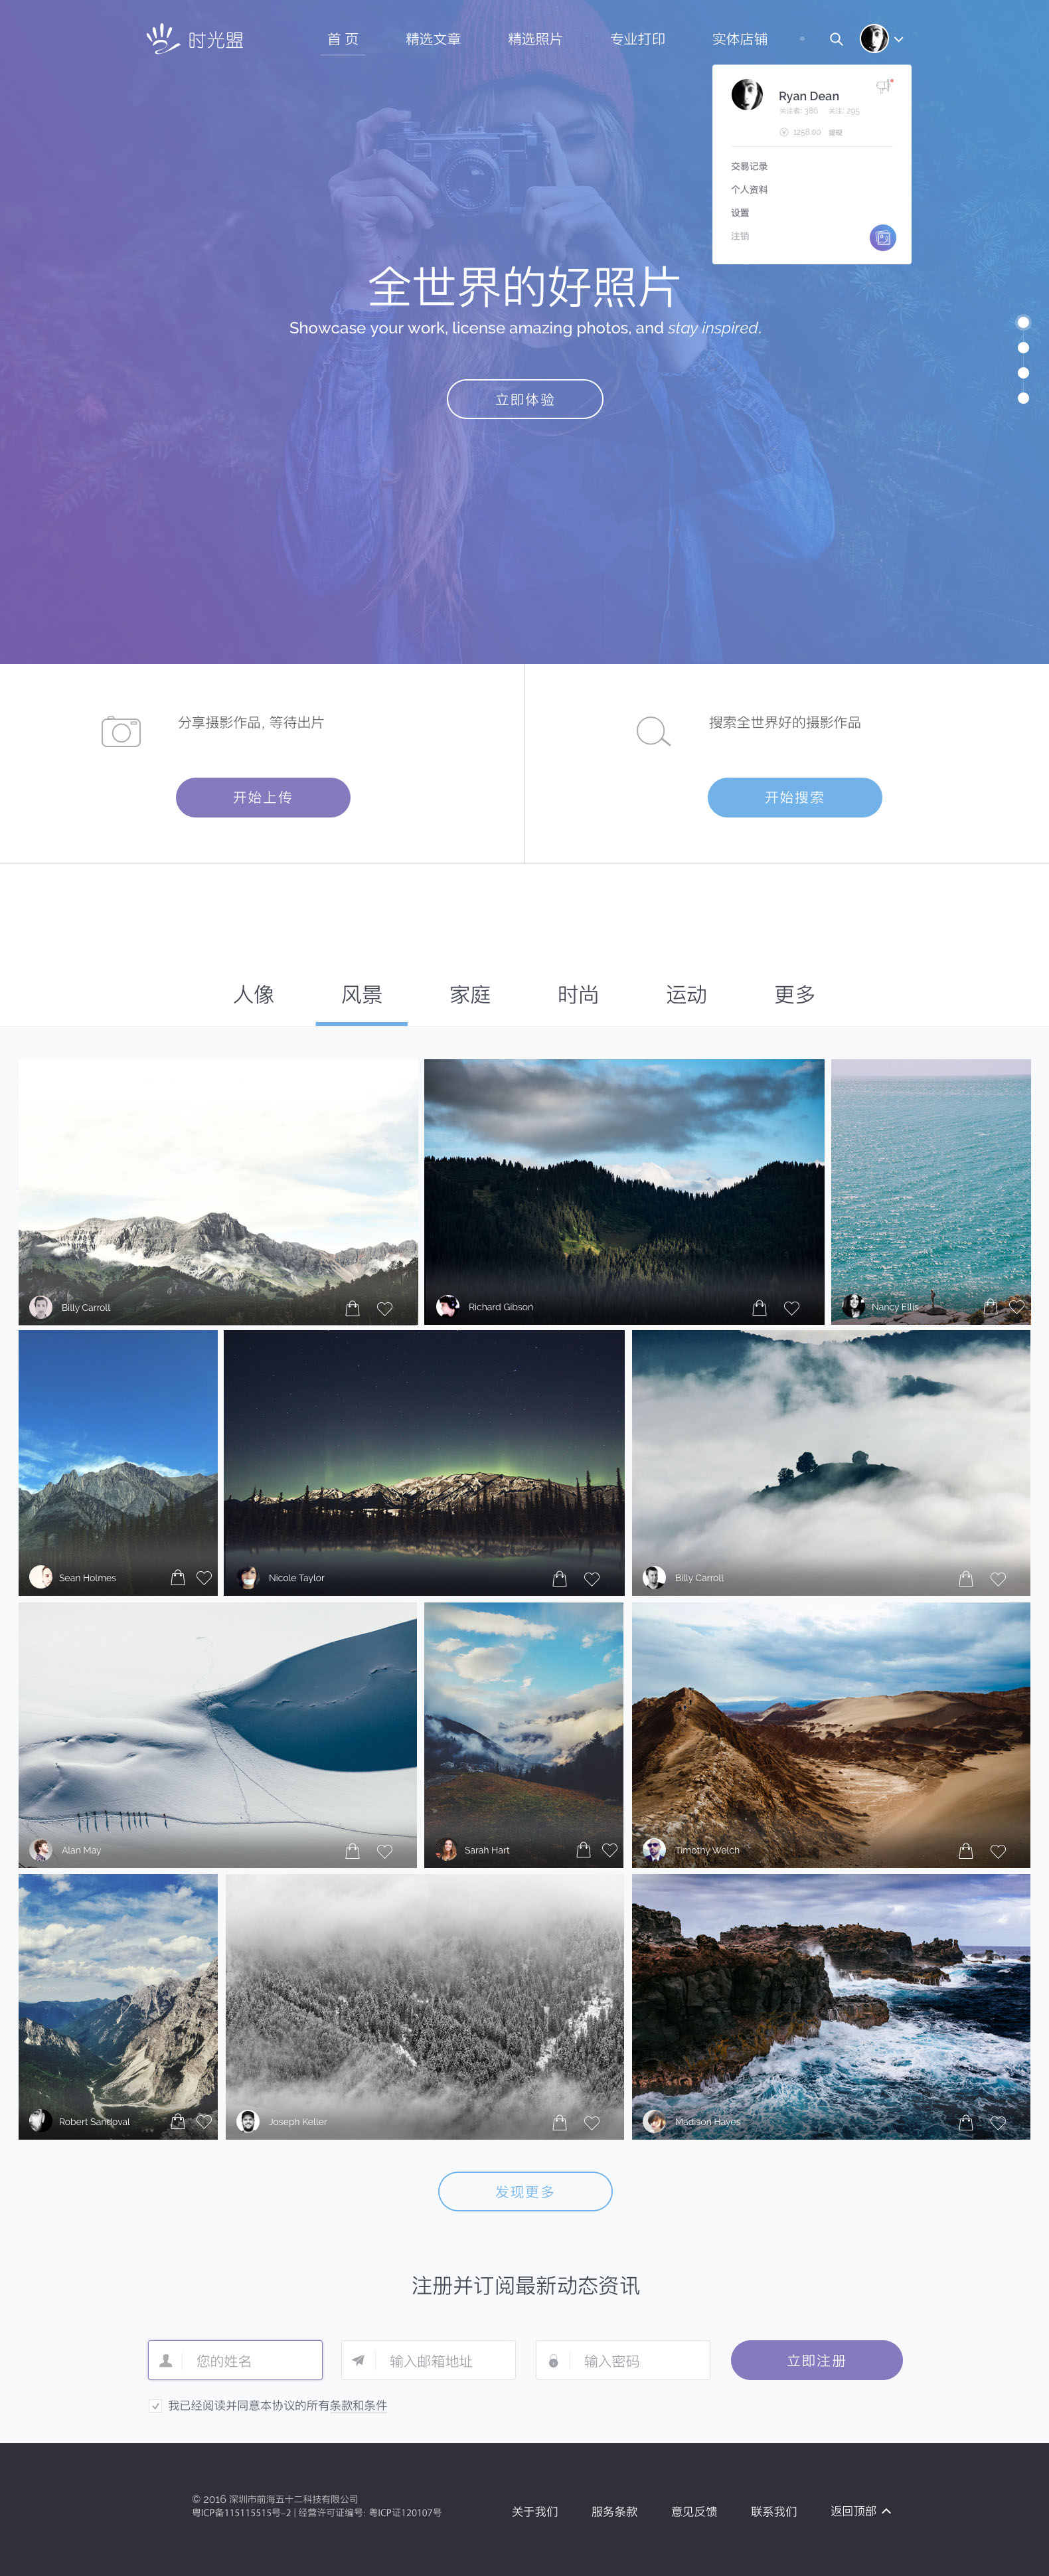 时光盟
首 页 精选文章 精选照片 专业打印 实体店铺
Ryan Dean
关注者: 386 关注: 295
1258.00 提现
交易记录
个人资料
设置
注销
全世界的好照片
Showcase your work, license amazing photos, and stay inspired.
立即体验
分享摄影作品, 等待出片
开始上传
搜索全世界好的摄影作品
开始搜索
人像 风景 家庭 时尚 运动 更多
Billy Carroll
Richard Gibson
Nancy Ellis
Sean Holmes
Nicole Taylor
Billy Carroll
Alan May
Sarah Hart
Timothy Welch
Robert Sandoval
Joseph Keller
Madison Hayes
发现更多
注册并订阅最新动态资讯
您的姓名
输入邮箱地址
输入密码
立即注册
我已经阅读并同意本协议的所有条款和条件
© 2016 深圳市前海五十二科技有限公司
粤ICP备115115515号-2 | 经营许可证编号: 粤ICP证120107号
关于我们 服务条款 意见反馈 联系我们 返回顶部